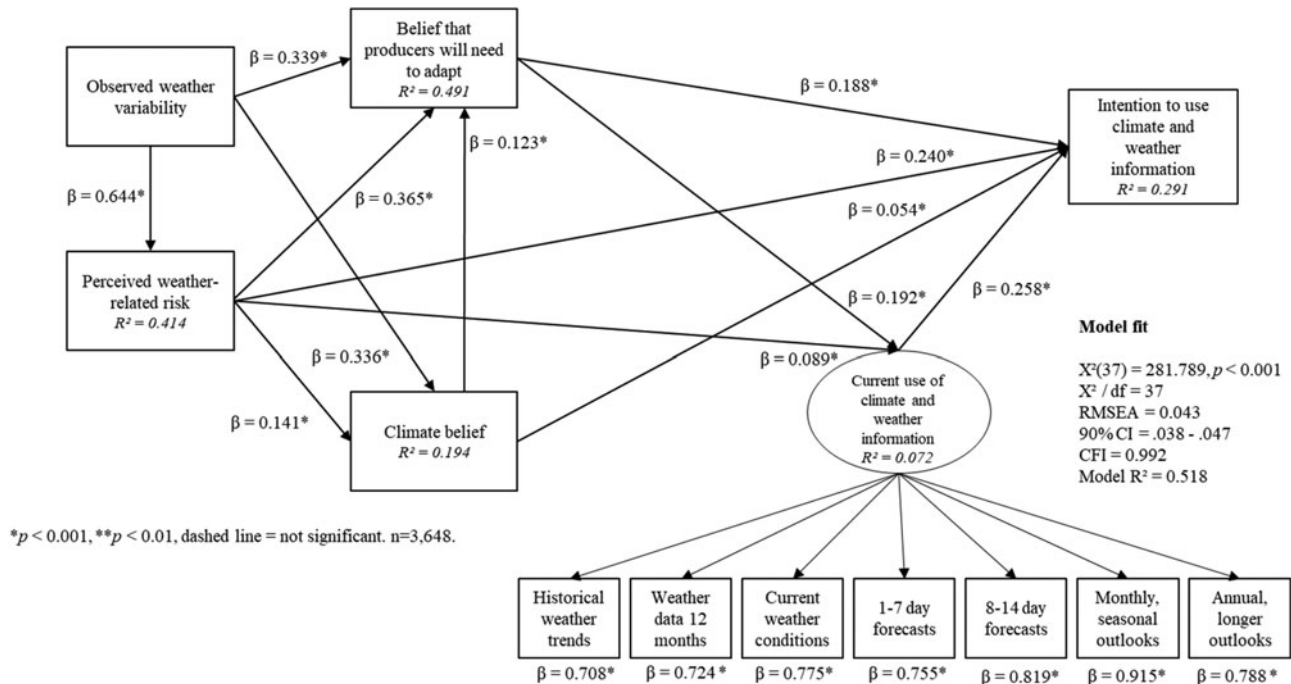 Observed weather
variability
β = 0.339*
Belief that
producers will need
to adapt
R² = 0.491
β = 0.188*
Intention to use
climate and
weather
information
R² = 0.291
β = 0.644*
β = 0.123*
β = 0.240*
β = 0.365*
β = 0.054*
Perceived weather-
related risk
R² = 0.414
β = 0.192*
β = 0.258*
β = 0.336*
β = 0.089*
β = 0.141*
Climate belief
R² = 0.194
Current use of
climate and
weather
information
R² = 0.072
Model fit
X²(37) = 281.789, p < 0.001
X² / df = 37
RMSEA = 0.043
90% CI = .038 - .047
CFI = 0.992
Model R² = 0.518
*p < 0.001, **p < 0.01, dashed line = not significant. n=3,648.
Historical
weather
trends
β = 0.708*
Weather
data 12
months
β = 0.724 *
Current
weather
conditions
β = 0.775*
1-7 day
forecasts
β = 0.755*
8-14 day
forecasts
β = 0.819*
Monthly,
seasonal
outlooks
β = 0.915*
Annual,
longer
outlooks
β = 0.788 *